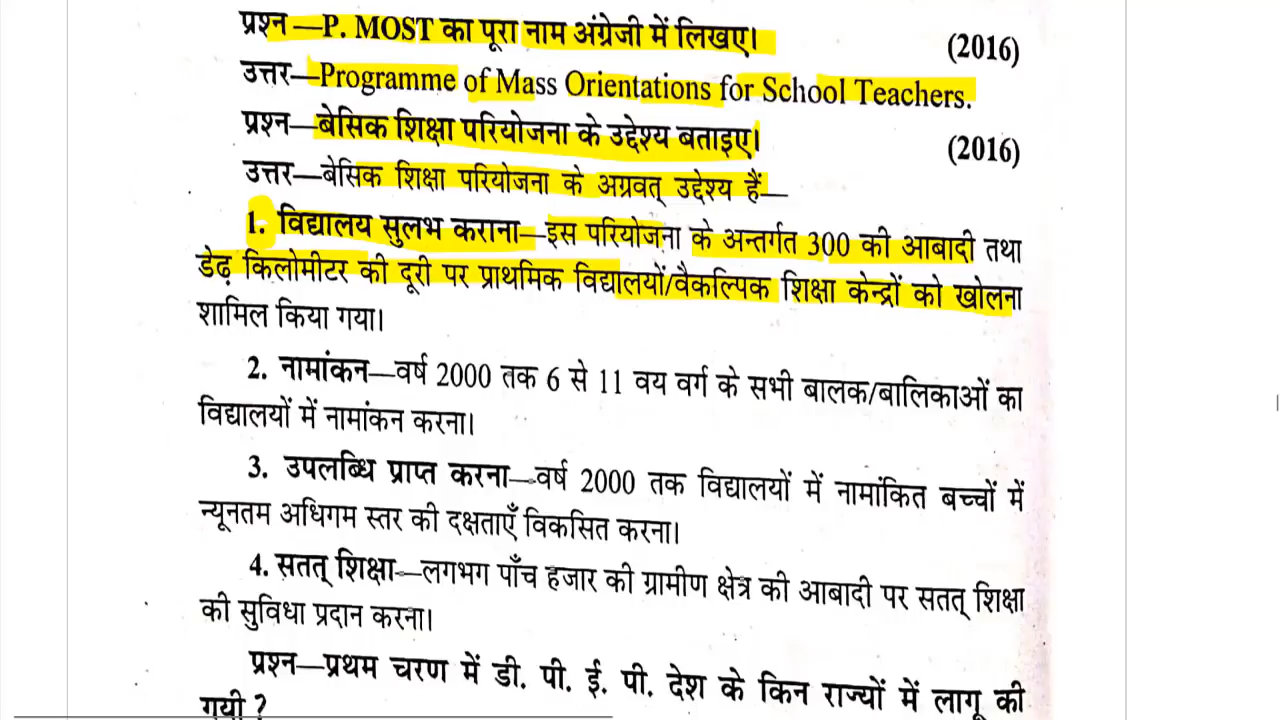 प्रश्न—P. MOST का पूरा नाम अंग्रेजी में लिखए। (2016)
उत्तर—Programme of Mass Orientations for School Teachers.
प्रश्न—बेसिक शिक्षा परियोजना के उद्देश्य बताइए। (2016)
उत्तर—बेसिक शिक्षा परियोजना के अग्रवत् उद्देश्य हैं—
1. विद्यालय सुलभ कराना—इस परियोजना के अन्तर्गत 300 की आबादी तथा
डेढ़ किलोमीटर की दूरी पर प्राथमिक विद्यालयों/वैकल्पिक शिक्षा केन्द्रों को खोलना
शामिल किया गया।
2. नामांकन—वर्ष 2000 तक 6 से 11 वय वर्ग के सभी बालक/बालिकाओं का
विद्यालयों में नामांकन करना।
3. उपलब्धि प्राप्त करना—वर्ष 2000 तक विद्यालयों में नामांकित बच्चों में
न्यूनतम अधिगम स्तर की दक्षताएँ विकसित करना।
4. सतत् शिक्षा—लगभग पाँच हजार की ग्रामीण क्षेत्र की आबादी पर सतत् शिक्षा
की सुविधा प्रदान करना।
प्रश्न—प्रथम चरण में डी. पी. ई. पी. देश के किन राज्यों में लागू की
गयी ?